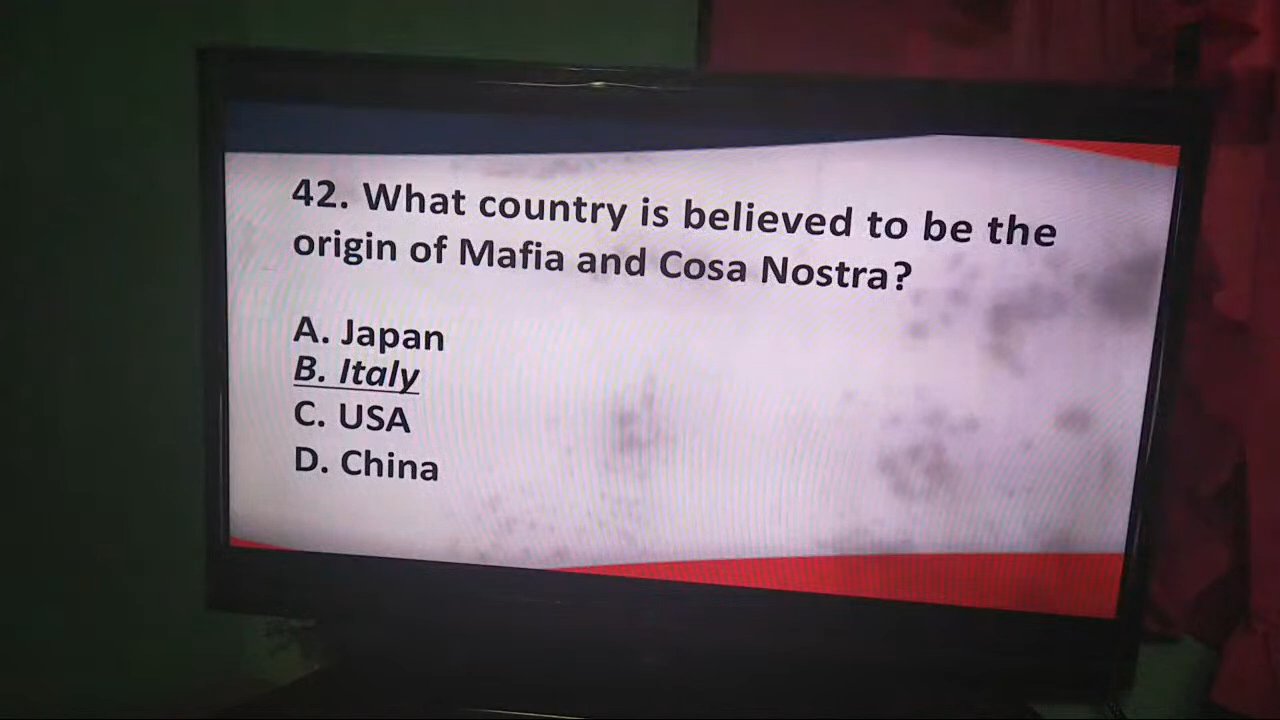 42. What country is believed to be the
origin of Mafia and Cosa Nostra?
A. Japan
B. Italy
C. USA
D. China